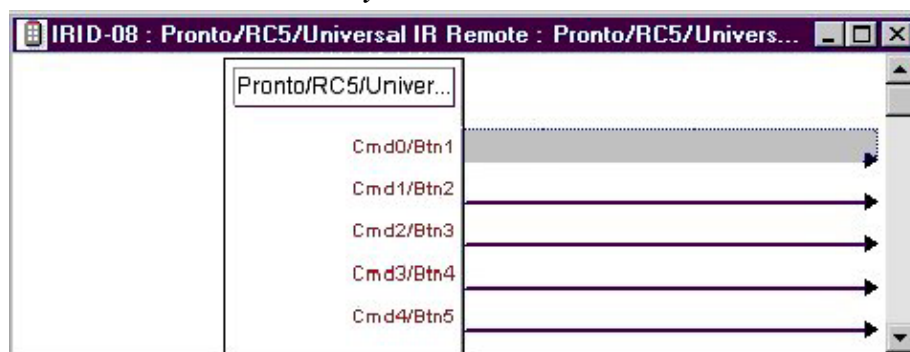 IRID-08 : Pronto/RC5/Universal IR Remote : Pronto/RC5/Univers...
Pronto/RC5/Univer...
Cmd0/Btn1
Cmd1/Btn2
Cmd2/Btn3
Cmd3/Btn4
Cmd4/Btn5